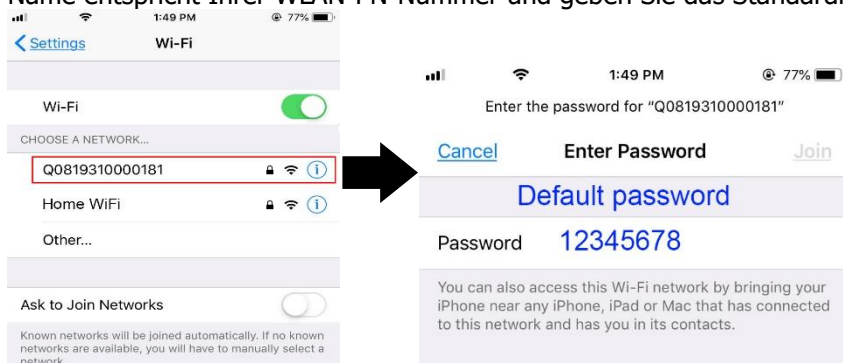 Name entspricht Ihrer WLAN-PN-Nummer und geben Sie das
1:49 PM
77%
Settings
Wi-Fi
Wi-Fi
CHOOSE A NETWORK...
Q0819310000181
Home WiFi
Other...
Ask to Join Networks
Known networks will be joined automatically. If no known
networks are available, you will have to manually select a
network.
1:49 PM
77%
Enter the password for “Q0819310000181”
Cancel
Enter Password
Join
Default password
Password
12345678
You can also access this Wi-Fi network by bringing your
iPhone near any iPhone, iPad or Mac that has connected
to this network and has you in its contacts.